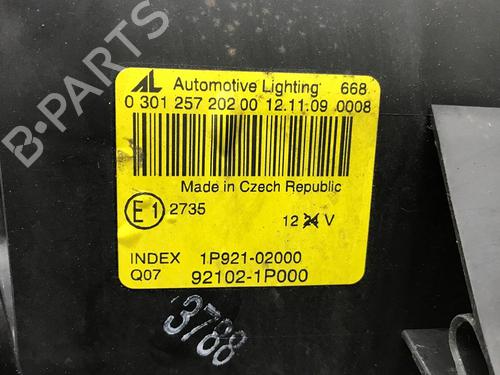 B-PARTS
AL Automotive Lighting 668
0 301 257 202 00 12.11.09 0008
Made in Czech Republic
E1 2735
12 24 V
INDEX 1P921-02000
Q07 92102-1P000
3788